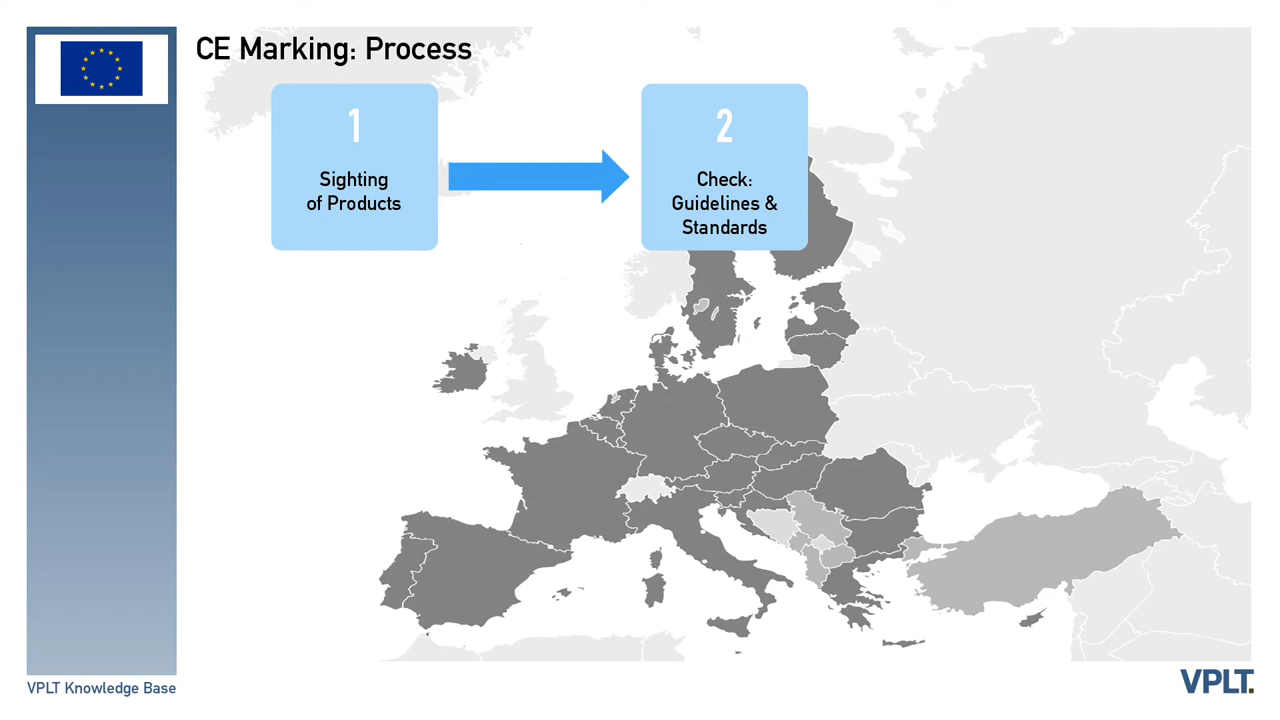 CE Marking: Process
1
Sighting
of Products
2
Check:
Guidelines &
Standards
VPLT Knowledge Base
VPLT.